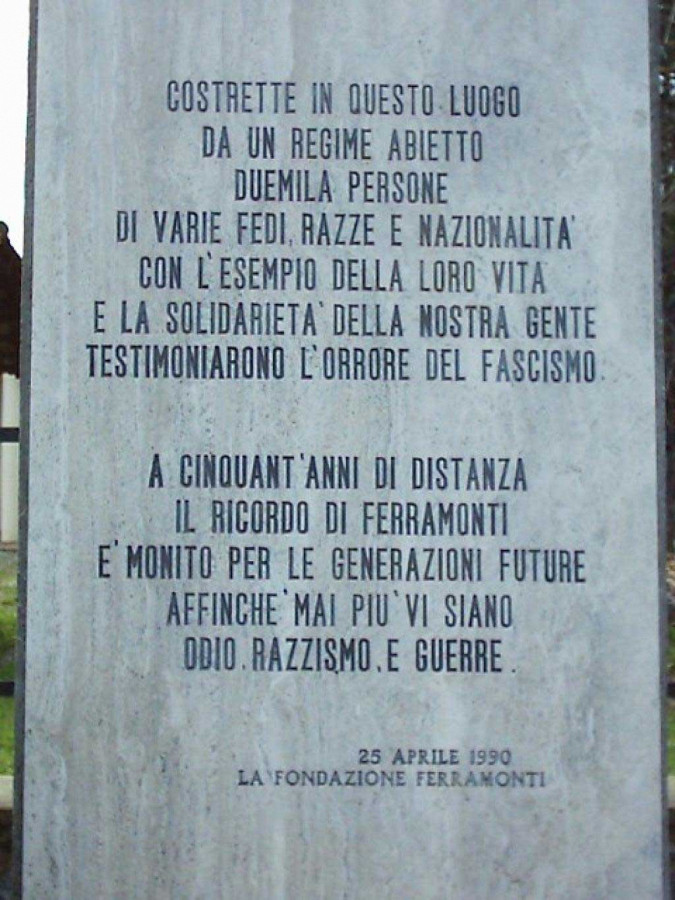 COSTRETTE IN QUESTO LUOGO
DA UN REGIME ABIETTO
DUEMILA PERSONE
DI VARIE FEDI, RAZZE E NAZIONALITA'
CON L'ESEMPIO DELLA LORO VITA
E LA SOLIDARIETA' DELLA NOSTRA GENTE
TESTIMONIARONO L'ORRORE DEL FASCISMO.
A CINQUANT'ANNI DI DISTANZA
IL RICORDO DI FERRAMONTI
E' MONITO PER LE GENERAZIONI FUTURE
AFFINCHE' MAI PIU' VI SIANO
ODIO, RAZZISMO, E GUERRE.
25 APRILE 1990
LA FONDAZIONE FERRAMONTI